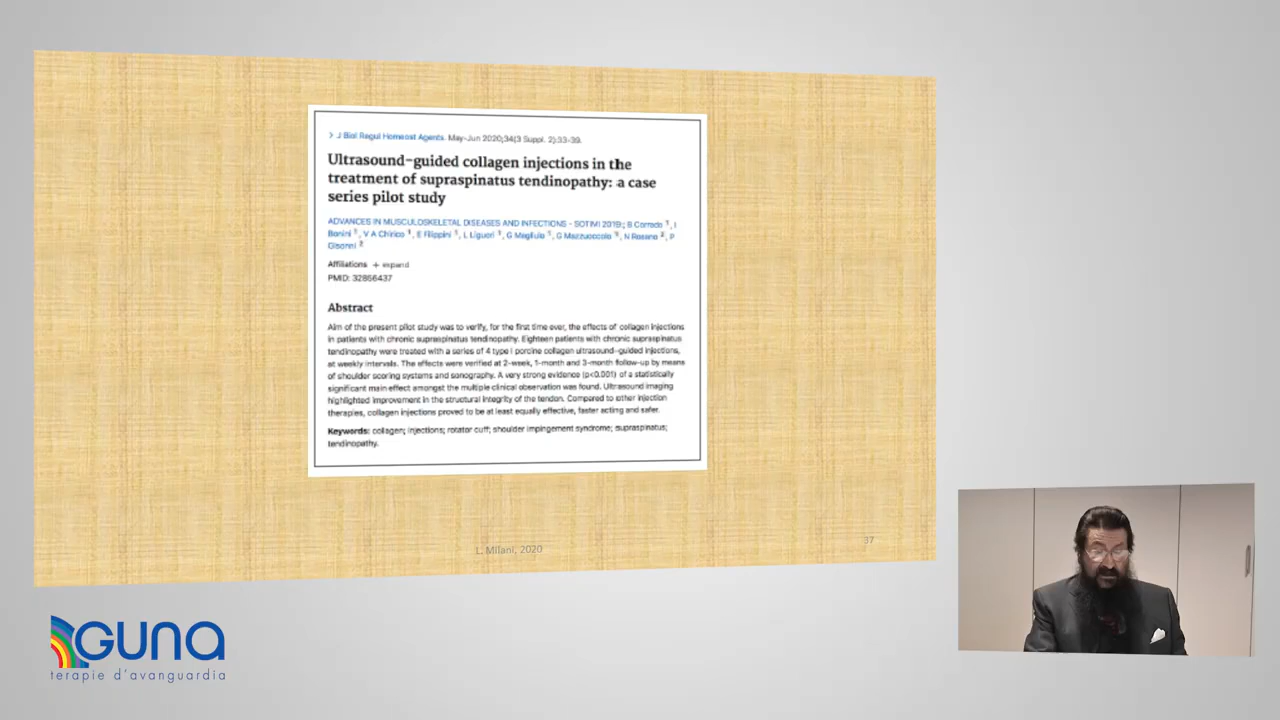 > J Biol Regul Homeost Agents. May-Jun 2020;34(3 Suppl. 2):33-39.
Ultrasound-guided collagen injections in the
treatment of supraspinatus tendinopathy: a case
series pilot study
ADVANCES IN MUSCULOSKELETAL DISEASES AND INFECTIONS - SOTIMI 2019; B Corrado 1, I
Bonini 1, V A Chirico 1, E Filippini 1, L Liguori 1, G Magliulo 1, G Mazzuoccolo 1, N Rosano 2, P
Gisonni 2
Affiliations + expand
PMID: 32856437
Abstract
Aim of the present pilot study was to verify, for the first time ever, the effects of collagen injections
in patients with chronic supraspinatus tendinopathy. Eighteen patients with chronic supraspinatus
tendinopathy were treated with a series of 4 type I porcine collagen ultrasound-guided injections,
at weekly intervals. The effects were verified at 2-week, 1-month and 3-month follow-up by means
of shoulder scoring systems and sonography. A very strong evidence (p<0.001) of a statistically
significant main effect amongst the multiple clinical observation was found. Ultrasound imaging
highlighted improvement in the structural integrity of the tendon. Compared to other injection
therapies, collagen injections proved to be at least equally effective, faster acting and safer.
Keywords: collagen; injections; rotator cuff; shoulder impingement syndrome; supraspinatus;
tendinopathy.
L. Milani, 2020
37
GUNA
terapie d'avanguardia